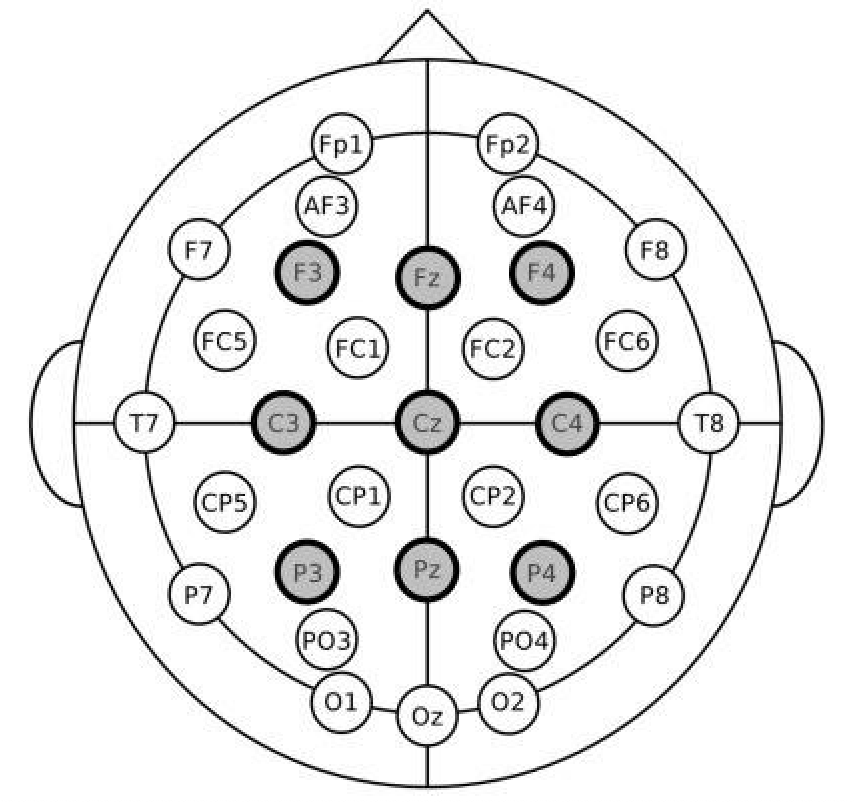 Fp1 Fp2
AF3 AF4
F7 F8
F3 Fz F4
FC5 FC1 FC2 FC6
T7 C3 Cz C4 T8
CP5 CP1 CP2 CP6
P3 Pz P4
P7 P8
PO3 PO4
O1 Oz O2